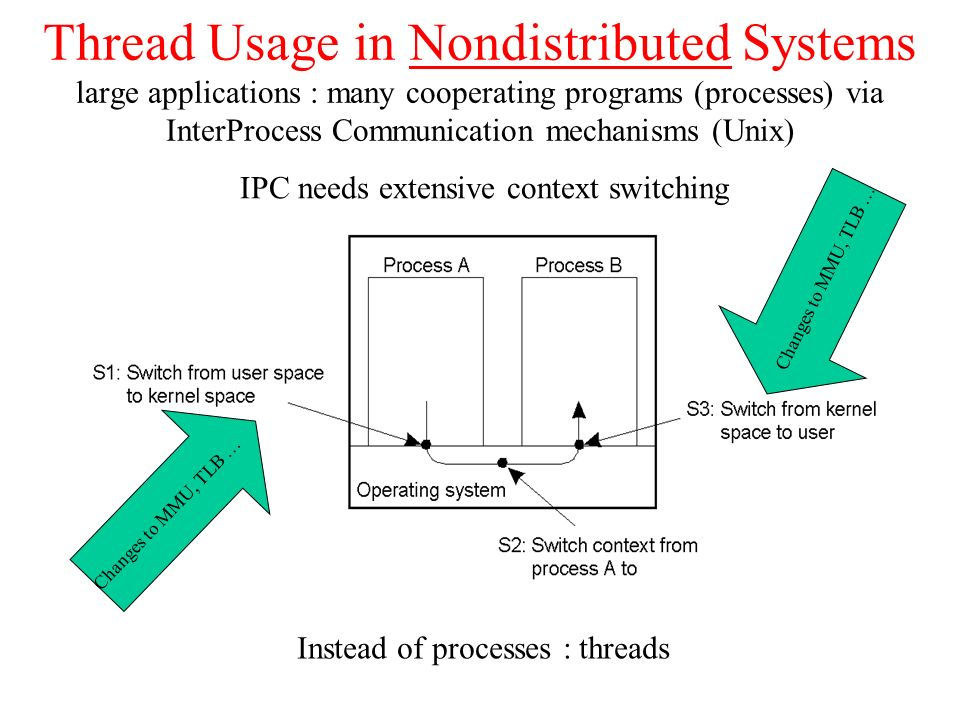 Thread Usage in Nondistributed Systems
large applications : many cooperating programs (processes) via
InterProcess Communication mechanisms (Unix)
IPC needs extensive context switching
Changes to MMU, TLB …
Process A
Process B
S1: Switch from user space
to kernel space
S3: Switch from kernel
space to user
Changes to MMU, TLB …
Operating system
S2: Switch context from
process A to
Instead of processes : threads